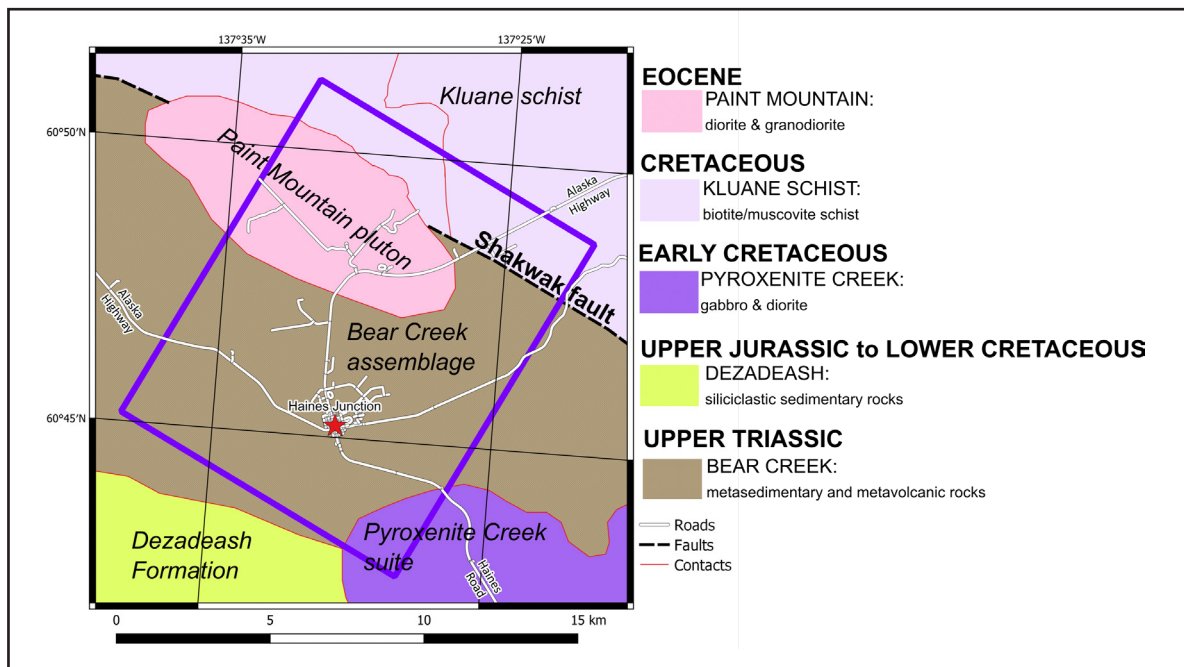 137°35'W
137°25'W
60°50'N
60°45'N
Kluane schist
Paint Mountain
pluton
Alaska
Highway
Shakwak fault
Alaska
Highway
Bear Creek
assemblage
Haines Junction
Dezadeash
Formation
Pyroxenite Creek
suite
Haines
Road
0
5
10
15 km
EOCENE
PAINT MOUNTAIN:
diorite & granodiorite
CRETACEOUS
KLUANE SCHIST:
biotite/muscovite schist
EARLY CRETACEOUS
PYROXENITE CREEK:
gabbro & diorite
UPPER JURASSIC to LOWER CRETACEOUS
DEZADEASH:
siliciclastic sedimentary rocks
UPPER TRIASSIC
BEAR CREEK:
metasedimentary and metavolcanic rocks
Roads
Faults
Contacts